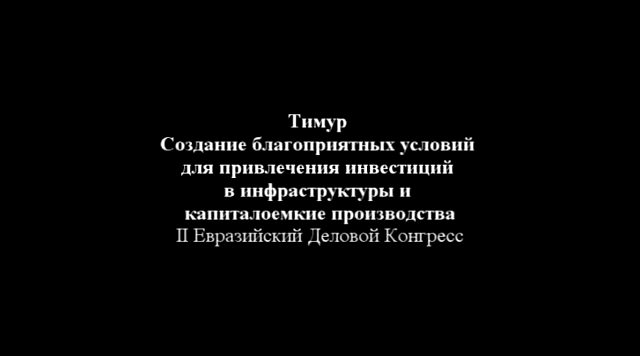 Тимур
Создание благоприятных условий
для привлечения инвестиций
в инфраструктуры и
капиталоемкие производства
II Евразийский Деловой Конгресс